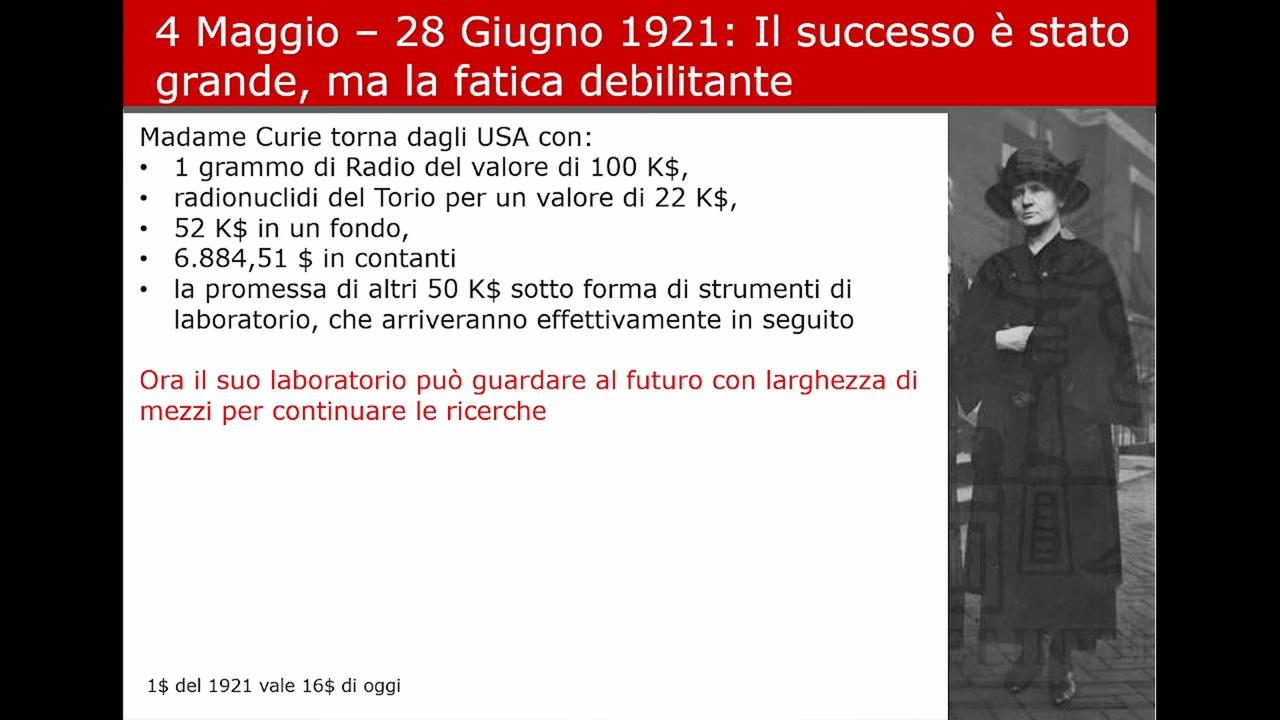 4 Maggio – 28 Giugno 1921: Il successo è stato
grande, ma la fatica debilitante
Madame Curie torna dagli USA con:
• 1 grammo di Radio del valore di 100 K$,
• radionuclidi del Torio per un valore di 22 K$,
• 52 K$ in un fondo,
• 6.884,51 $ in contanti
• la promessa di altri 50 K$ sotto forma di strumenti di
laboratorio, che arriveranno effettivamente in seguito
Ora il suo laboratorio può guardare al futuro con larghezza di
mezzi per continuare le ricerche
1$ del 1921 vale 16$ di oggi